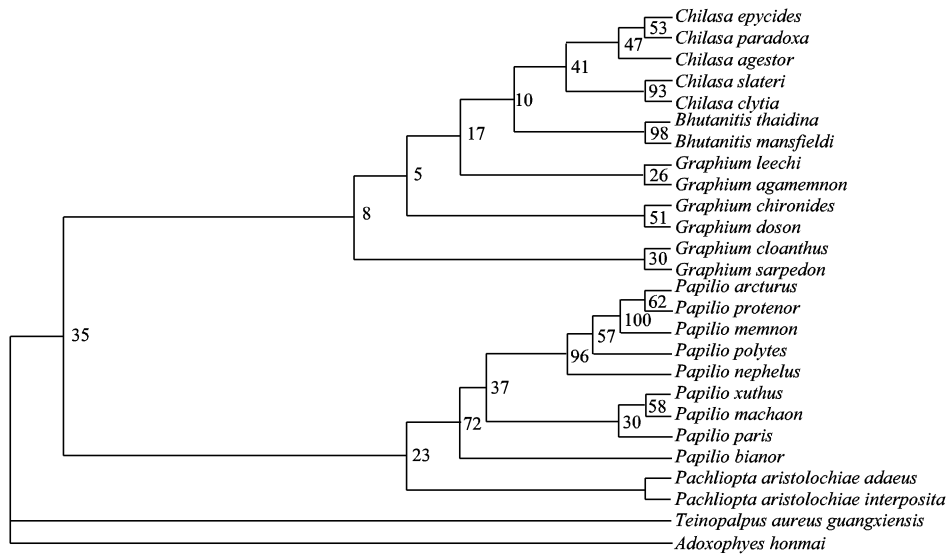 Chilasa epycides
53
Chilasa paradoxa
47
Chilasa agestor
41
Chilasa slateri
93
10
Chilasa clytia
Bhutanitis thaidina
17
98
Bhutanitis mansfieldi
Graphium leechi
5
26
Graphium agamemnon
Graphium chironides
8
51
Graphium doson
Graphium cloanthus
30
Graphium sarpedon
Papilio arcturus
62
Papilio protenor
100
Papilio memnon
35
57
Papilio polytes
96
Papilio nephelus
37
Papilio xuthus
58
Papilio machaon
72
30
Papilio paris
23
Papilio bianor
Pachliopta aristolochiae adaeus
Pachliopta aristolochiae interposita
Teinopalpus aureus guangxiensis
Adoxophyes honmai